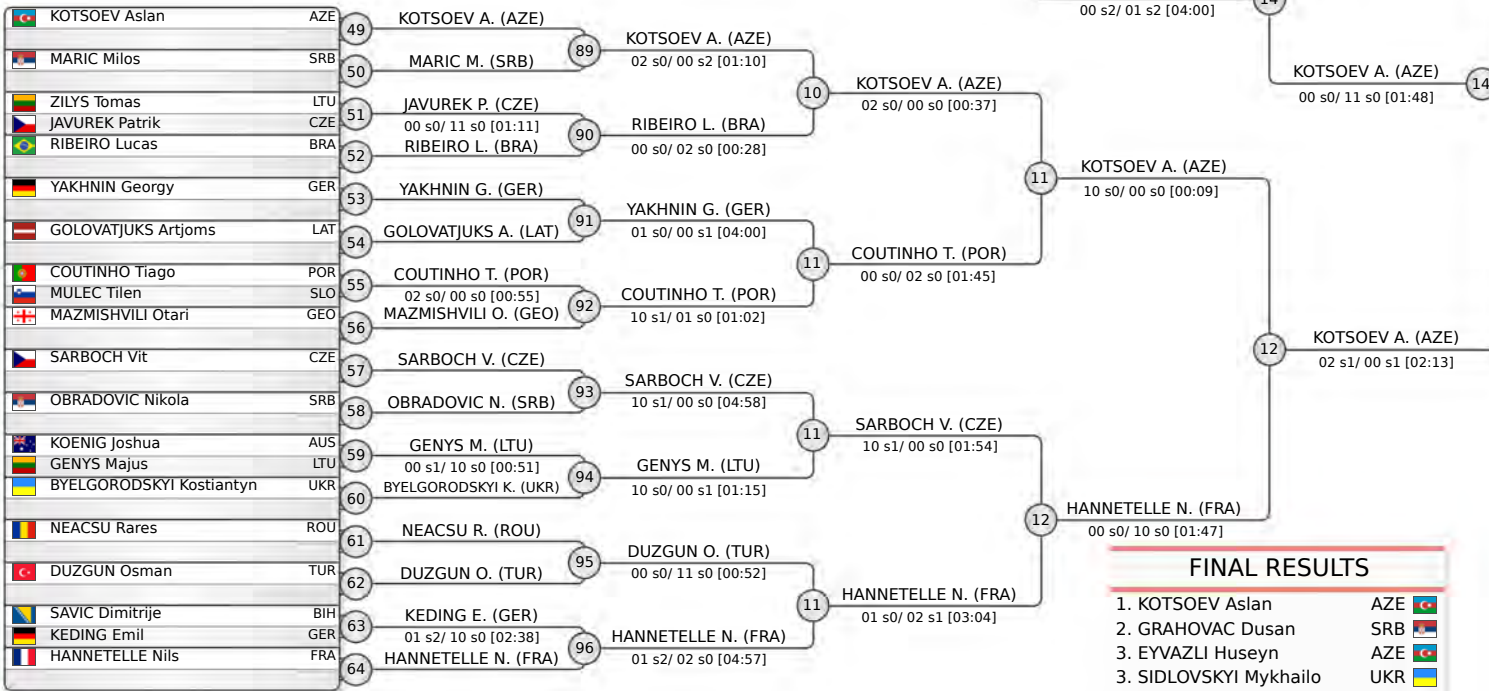 KOTSOEV Aslan AZE
MARIC Milos SRB
ZILYS Tomas LTU
JAVUREK Patrik CZE
RIBEIRO Lucas BRA
YAKHNIN Georgy GER
GOLOVATJUKS Artjoms LAT
COUTINHO Tiago POR
MULEC Tilen SLO
MAZMISHVILI Otari GEO
SARBOCH Vit CZE
OBRADOVIC Nikola SRB
KOENIG Joshua AUS
GENYS Majus LTU
BYELGORODSKYI Kostiantyn UKR
NEACSU Rares ROU
DUZGUN Osman TUR
SAVIC Dimitrije BIH
KEDING Emil GER
HANNETELLE Nils FRA
49
50
51
52
53
54
55
56
57
58
59
60
61
62
63
64
KOTSOEV A. (AZE)
MARIC M. (SRB)
JAVUREK P. (CZE)
00 s0/ 11 s0 [01:11]
RIBEIRO L. (BRA)
YAKHNIN G. (GER)
GOLOVATJUKS A. (LAT)
COUTINHO T. (POR)
02 s0/ 00 s0 [00:55]
MAZMISHVILI O. (GEO)
SARBOCH V. (CZE)
OBRADOVIC N. (SRB)
GENYS M. (LTU)
00 s1/ 10 s0 [00:51]
BYELGORODSKYI K. (UKR)
NEACSU R. (ROU)
DUZGUN O. (TUR)
KEDING E. (GER)
01 s2/ 10 s0 [02:38]
HANNETELLE N. (FRA)
89
90
91
92
93
94
95
96
KOTSOEV A. (AZE)
02 s0/ 00 s2 [01:10]
RIBEIRO L. (BRA)
00 s0/ 02 s0 [00:28]
YAKHNIN G. (GER)
01 s0/ 00 s1 [04:00]
COUTINHO T. (POR)
10 s1/ 01 s0 [01:02]
SARBOCH V. (CZE)
10 s1/ 00 s0 [04:58]
GENYS M. (LTU)
10 s0/ 00 s1 [01:15]
DUZGUN O. (TUR)
00 s0/ 11 s0 [00:52]
HANNETELLE N. (FRA)
01 s2/ 02 s0 [04:57]
10
11
11
11
KOTSOEV A. (AZE)
02 s0/ 00 s0 [00:37]
COUTINHO T. (POR)
00 s0/ 02 s0 [01:45]
SARBOCH V. (CZE)
10 s1/ 00 s0 [01:54]
HANNETELLE N. (FRA)
01 s0/ 02 s1 [03:04]
11
12
KOTSOEV A. (AZE)
10 s0/ 00 s0 [00:09]
HANNETELLE N. (FRA)
00 s0/ 10 s0 [01:47]
12
KOTSOEV A. (AZE)
02 s1/ 00 s1 [02:13]
00 s2/ 01 s2 [04:00]
KOTSOEV A. (AZE)
00 s0/ 11 s0 [01:48]
14
FINAL RESULTS
1. KOTSOEV Aslan AZE
2. GRAHOVAC Dusan SRB
3. EYVAZLI Huseyn AZE
3. SIDLOVSKYI Mykhailo UKR